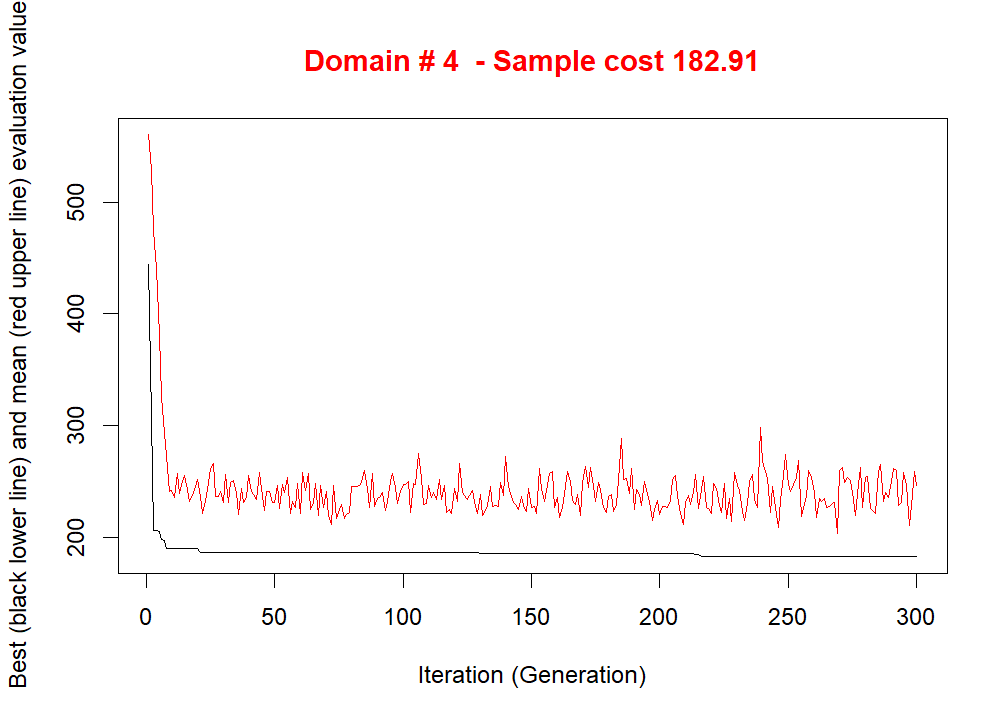 Domain # 4  - Sample cost 182.91
Best (black lower line) and mean (red upper line) evaluation value
500
400
300
200
0 50 100 150 200 250 300
Iteration (Generation)